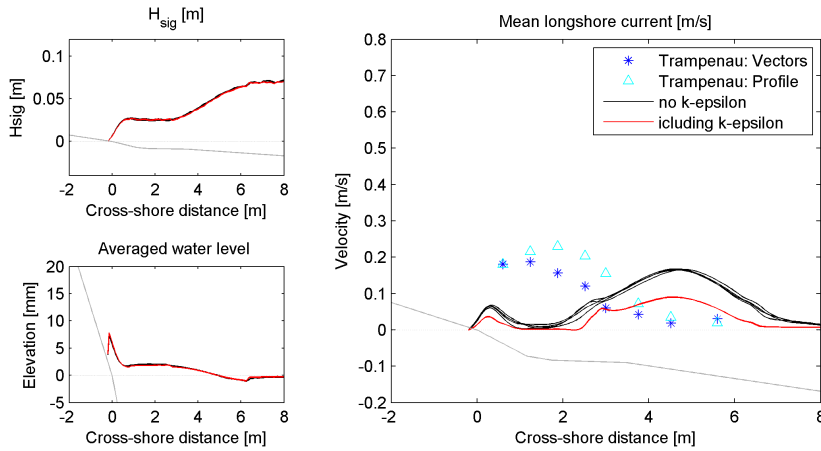 H_sig [m]
0.1
0.05
0
Hsig [m]
-2 0 2 4 6 8
Cross-shore distance [m]
Averaged water level
20
15
10
5
0
-5
Elevation [mm]
-2 0 2 4 6 8
Cross-shore distance [m]
Mean longshore current [m/s]
0.8
0.7
0.6
0.5
0.4
0.3
0.2
0.1
0
-0.1
-0.2
Velocity [m/s]
Trampenau: Vectors
Trampenau: Profile
no k-epsilon
icluding k-epsilon
-2 0 2 4 6 8
Cross-shore distance [m]